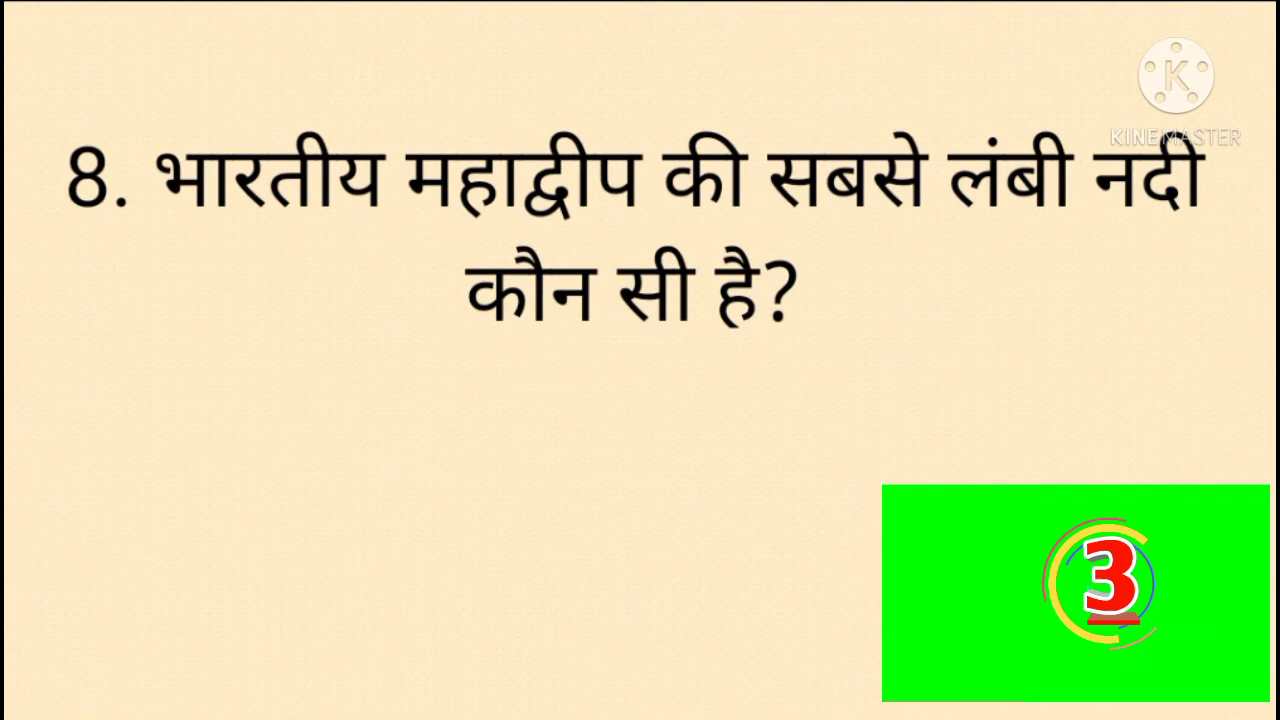 K
KINEMASTER
8. भारतीय महाद्वीप की सबसे लंबी नदी
कौन सी है?
3